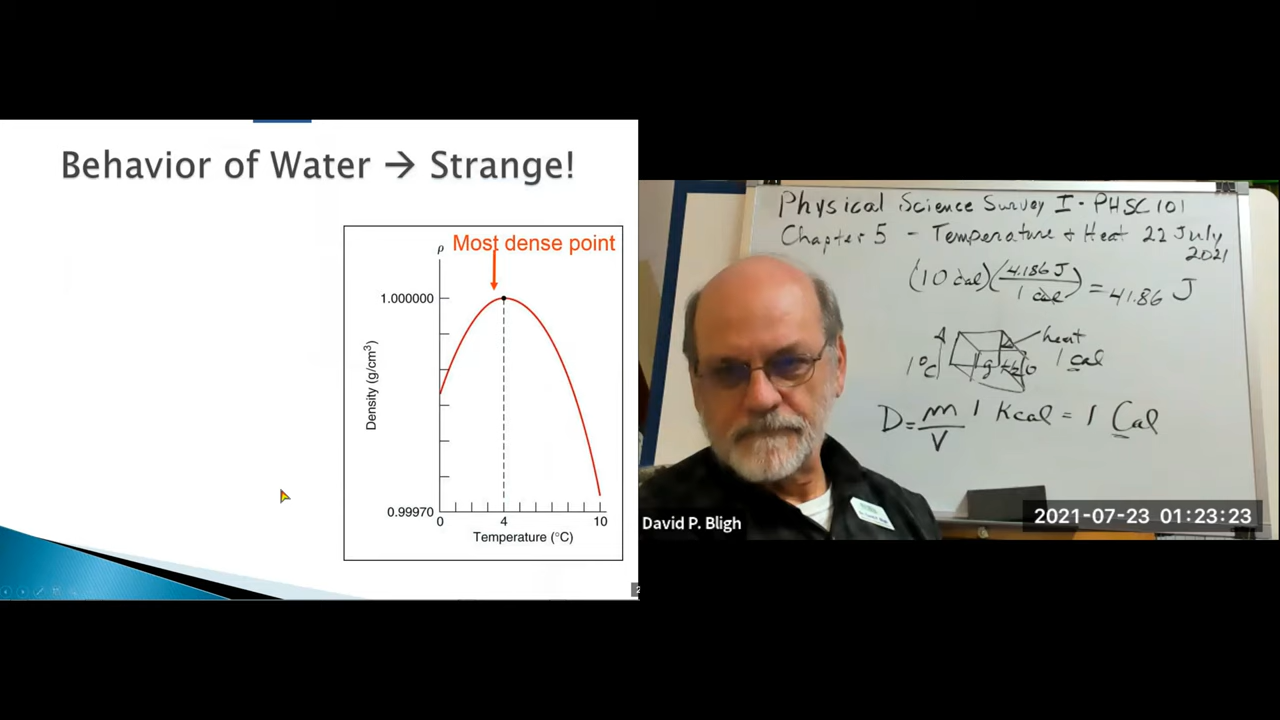 Behavior of Water → Strange!
ρ
Most dense point
1.000000
Density (g/cm³)
0.99970
0
4
10
Temperature (°C)
Physical Science Survey I - PHSC 101
Chapter 5 - Temperature + Heat 22 July
2021
(10 cal)(4.186 J / 1 cal) = 41.86 J
heat
1°C
1 g H2O
1 cal
D = m / V
1 Kcal = 1 Cal
David P. Bligh
2021-07-23 01:23:23